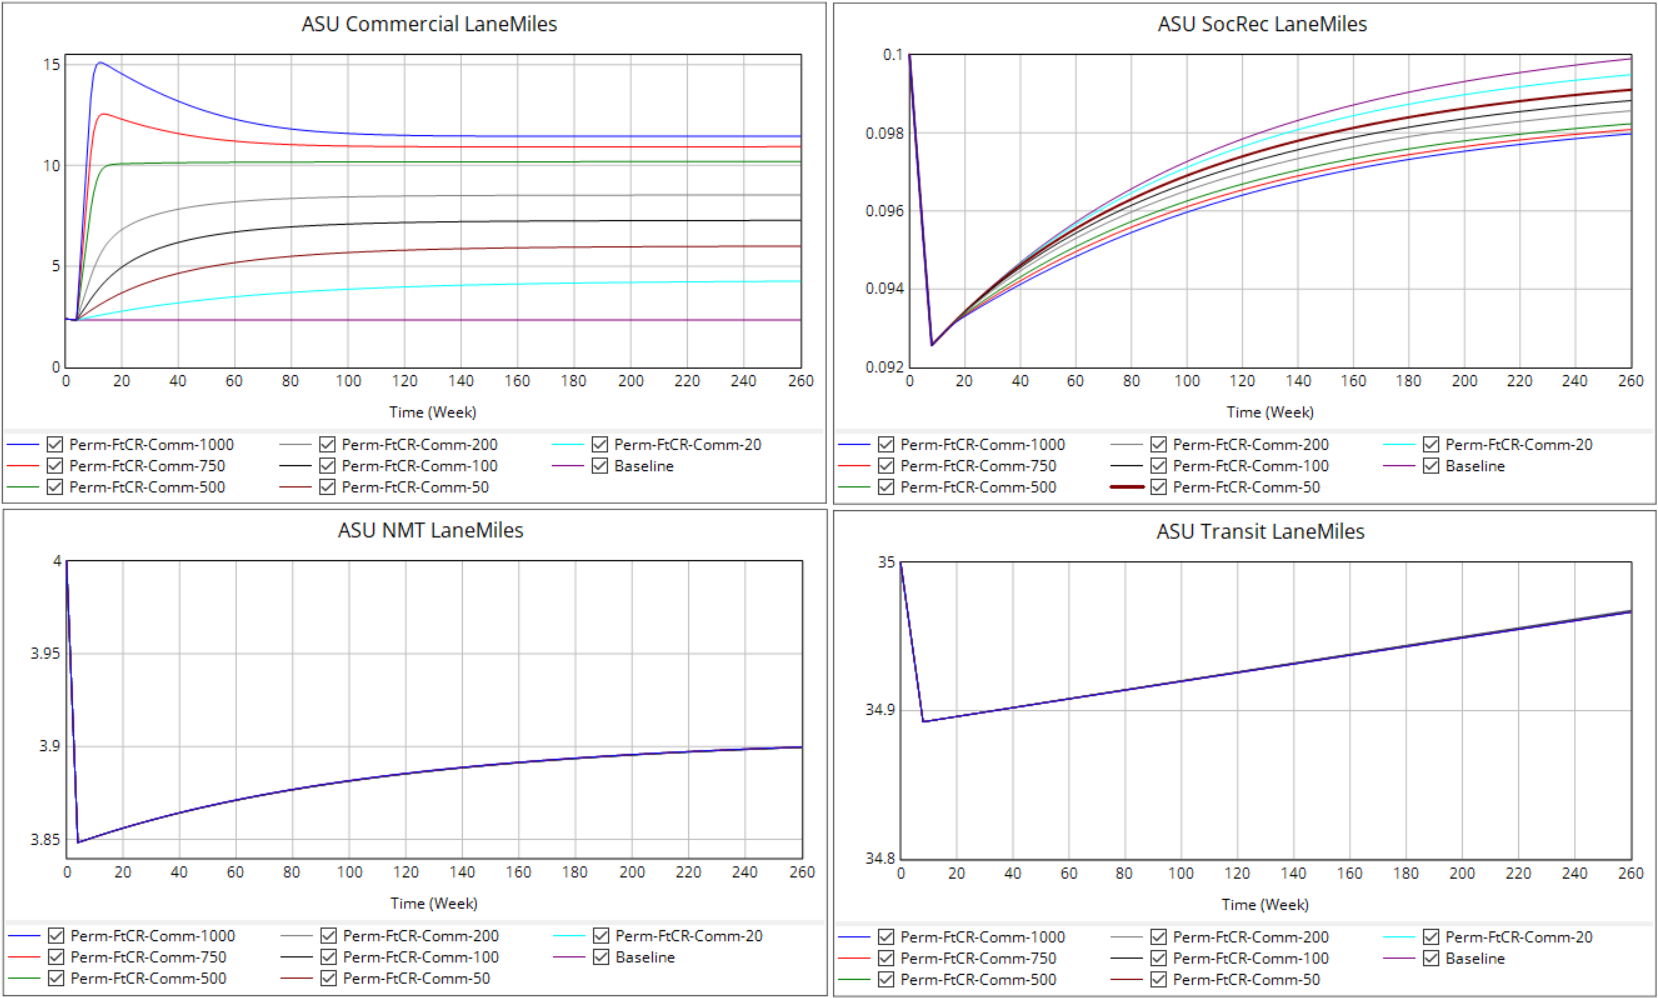 ASU Commercial LaneMiles
15
10
5
0
0 20 40 60 80 100 120 140 160 180 200 220 240 260
Time (Week)
Perm-FtCR-Comm-1000 Perm-FtCR-Comm-200 Perm-FtCR-Comm-20
Perm-FtCR-Comm-750 Perm-FtCR-Comm-100 Baseline
Perm-FtCR-Comm-500 Perm-FtCR-Comm-50
ASU SocRec LaneMiles
0.1
0.098
0.096
0.094
0.092
0 20 40 60 80 100 120 140 160 180 200 220 240 260
Time (Week)
Perm-FtCR-Comm-1000 Perm-FtCR-Comm-200 Perm-FtCR-Comm-20
Perm-FtCR-Comm-750 Perm-FtCR-Comm-100 Baseline
Perm-FtCR-Comm-500 Perm-FtCR-Comm-50
ASU NMT LaneMiles
4
3.95
3.9
3.85
0 20 40 60 80 100 120 140 160 180 200 220 240 260
Time (Week)
Perm-FtCR-Comm-1000 Perm-FtCR-Comm-200 Perm-FtCR-Comm-20
Perm-FtCR-Comm-750 Perm-FtCR-Comm-100 Baseline
Perm-FtCR-Comm-500 Perm-FtCR-Comm-50
ASU Transit LaneMiles
35
34.9
34.8
0 20 40 60 80 100 120 140 160 180 200 220 240 260
Time (Week)
Perm-FtCR-Comm-1000 Perm-FtCR-Comm-200 Perm-FtCR-Comm-20
Perm-FtCR-Comm-750 Perm-FtCR-Comm-100 Baseline
Perm-FtCR-Comm-500 Perm-FtCR-Comm-50